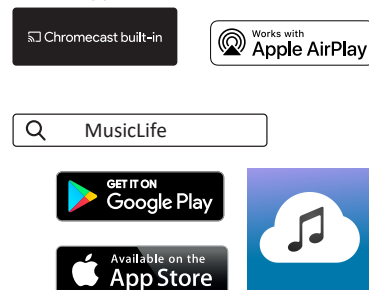 Chromecast built-in
Works with
Apple AirPlay
MusicLife
GET IT ON
Google Play
Available on the
App Store